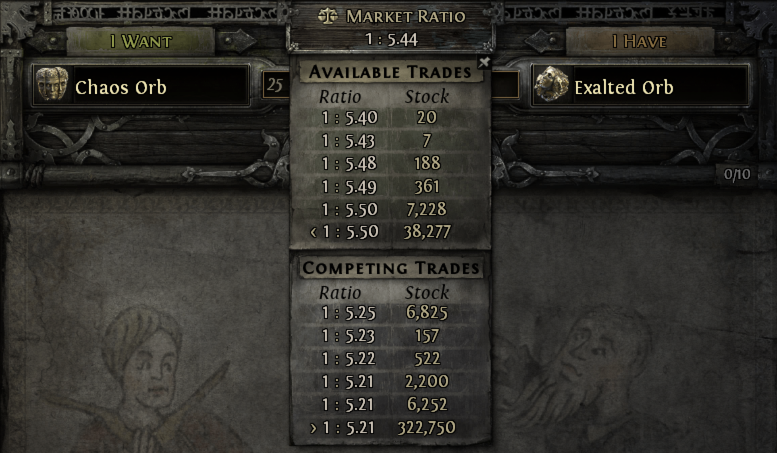 Market Ratio
1 : 5.44
I Want
I Have
Chaos Orb
25
Exalted Orb
Available Trades
Ratio Stock
1 : 5.40 20
1 : 5.43 7
1 : 5.48 188
1 : 5.49 361
1 : 5.50 7,228
< 1 : 5.50 38,277
0/10
Competing Trades
Ratio Stock
1 : 5.25 6,825
1 : 5.23 157
1 : 5.22 522
1 : 5.21 2,200
1 : 5.21 6,252
> 1 : 5.21 322,750